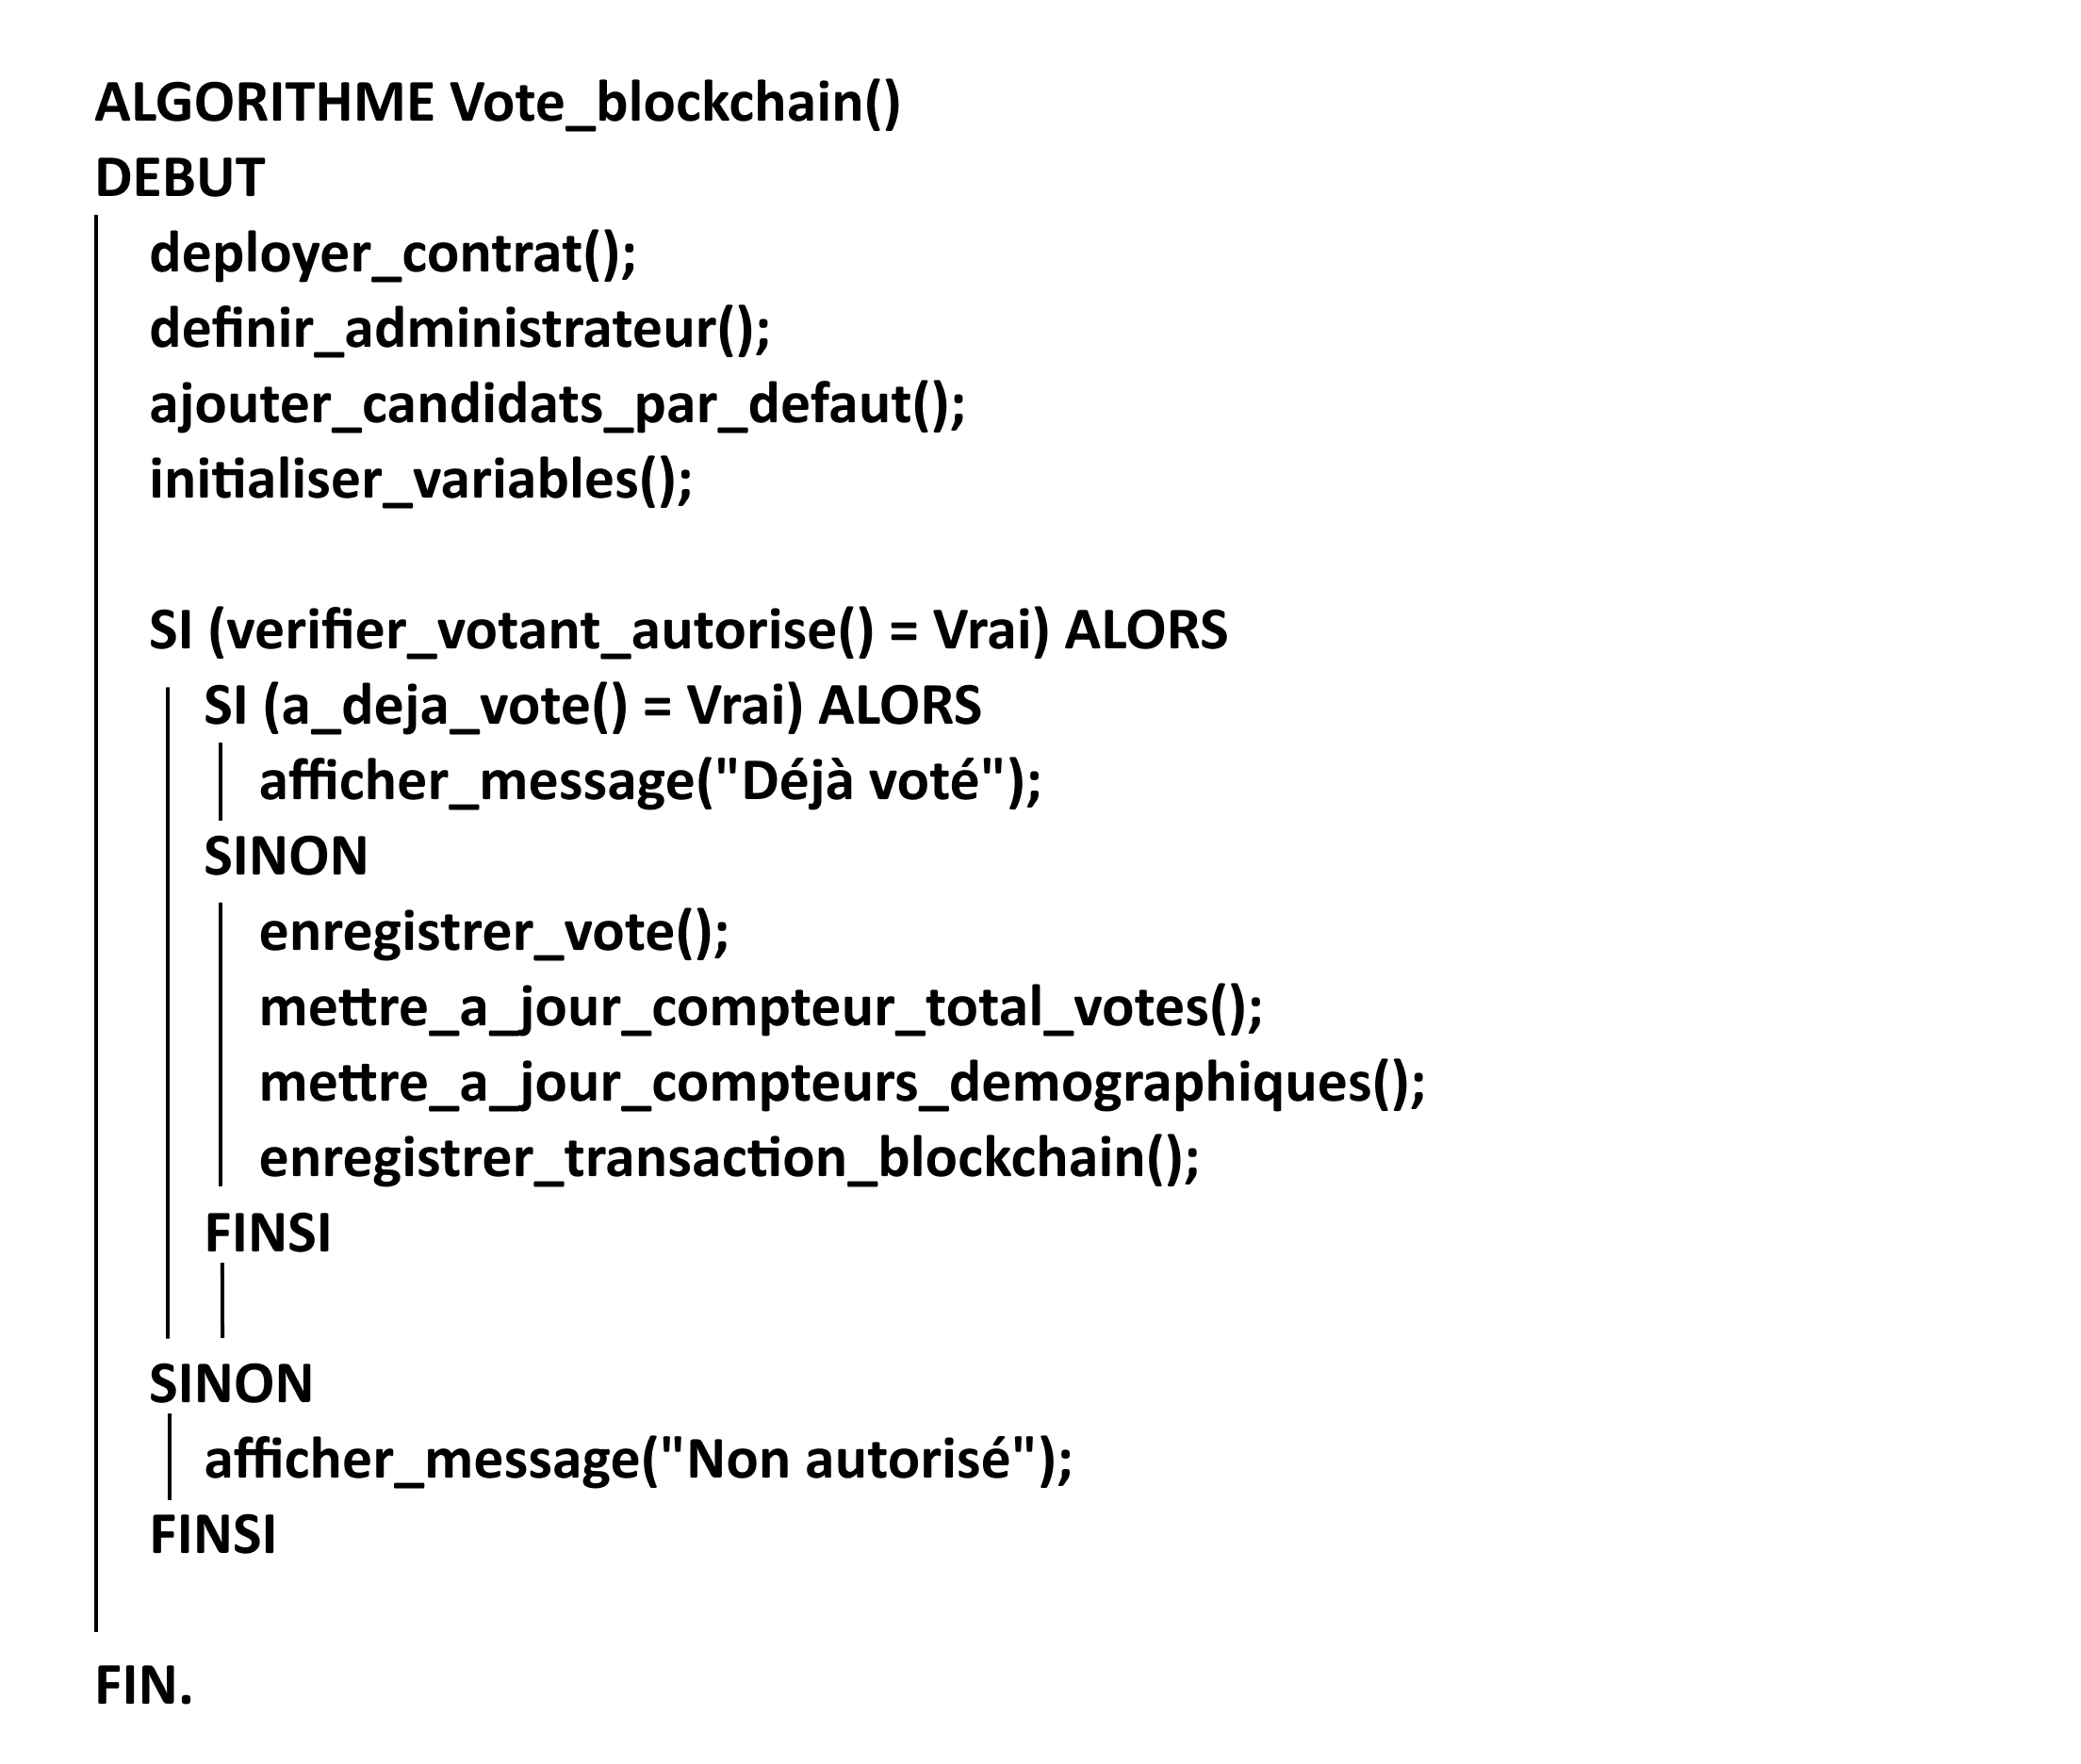 ALGORITHME Vote_blockchain()
DEBUT
deployer_contrat();
definir_administrateur();
ajouter_candidats_par_defaut();
initialiser_variables();
SI (verifier_votant_autorise() = Vrai) ALORS
SI (a_deja_vote() = Vrai) ALORS
afficher_message("Déjà voté");
SINON
enregistrer_vote();
mettre_a_jour_compteur_total_votes();
mettre_a_jour_compteurs_demographiques();
enregistrer_transaction_blockchain();
FINSI
SINON
afficher_message("Non autorisé");
FINSI
FIN.